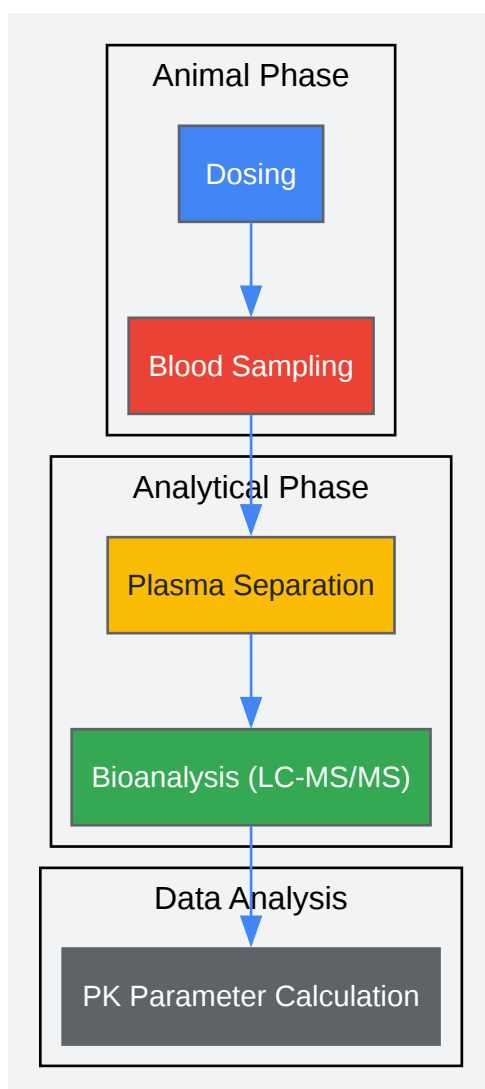 Animal Phase
Dosing
Blood Sampling
Analytical Phase
Plasma Separation
Bioanalysis (LC-MS/MS)
Data Analysis
PK Parameter Calculation